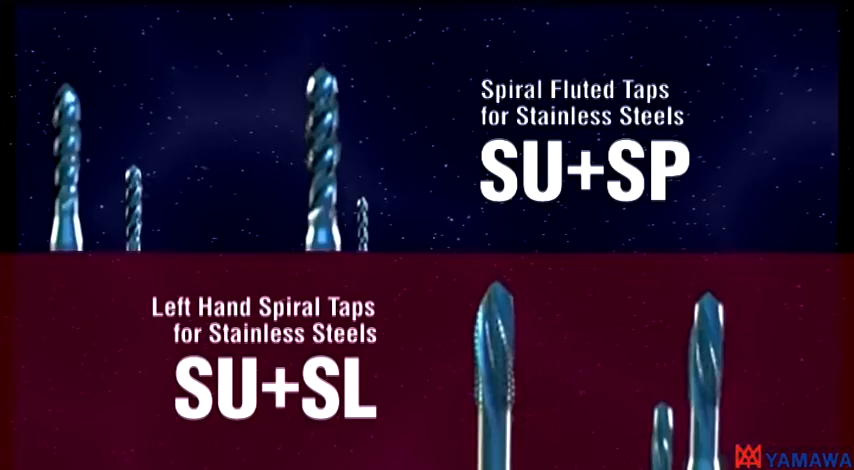 Spiral Fluted Taps
for Stainless Steels
SU+SP
Left Hand Spiral Taps
for Stainless Steels
SU+SL
YAMAWA